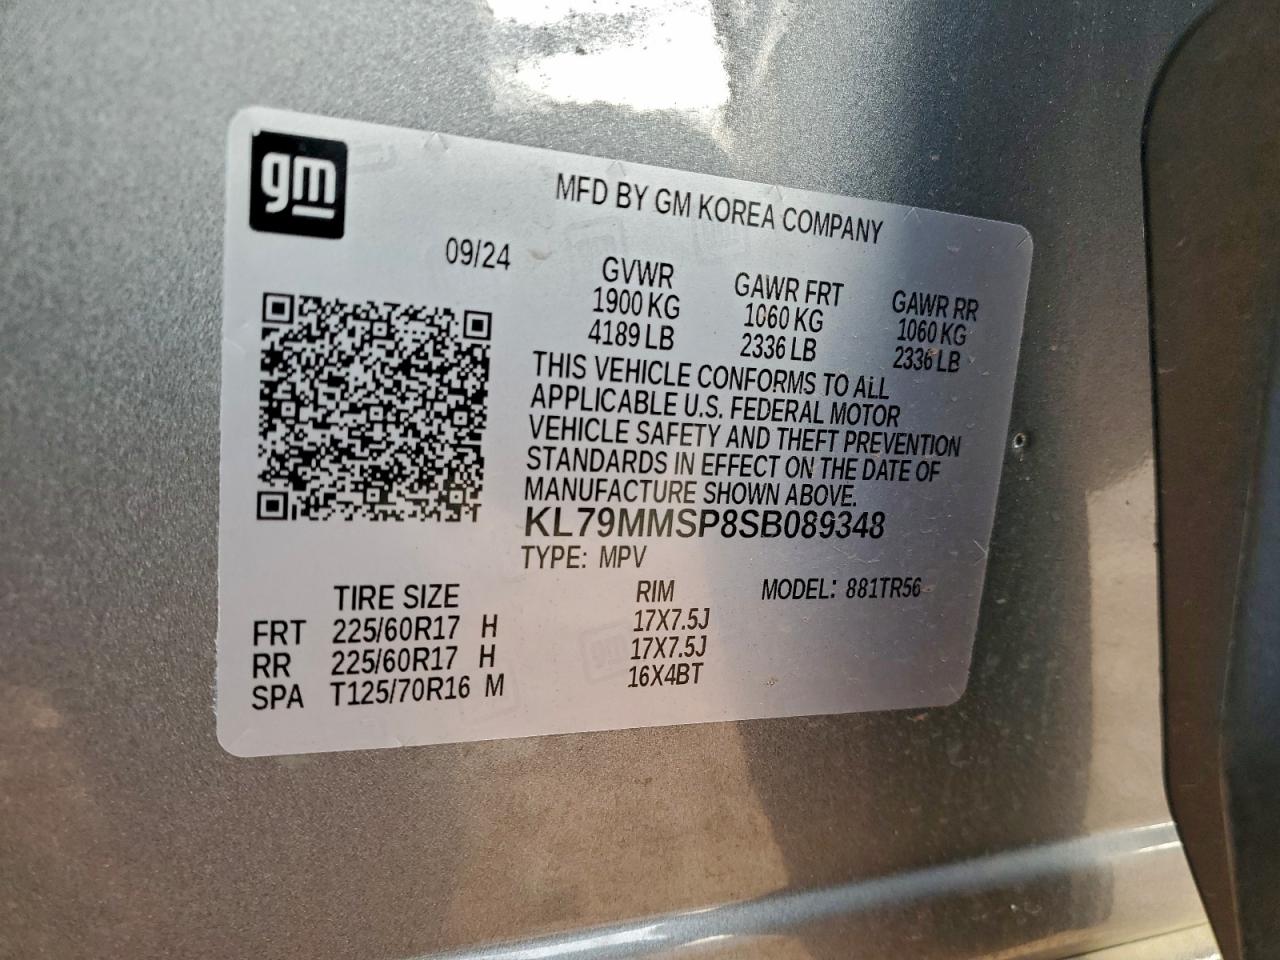 gm
MFD BY GM KOREA COMPANY
09/24
GVWR GAWR FRT GAWR RR
1900 KG 1060 KG 1060 KG
4189 LB 2336 LB 2336 LB
THIS VEHICLE CONFORMS TO ALL
APPLICABLE U.S. FEDERAL MOTOR
VEHICLE SAFETY AND THEFT PREVENTION
STANDARDS IN EFFECT ON THE DATE OF
MANUFACTURE SHOWN ABOVE.
KL79MMSP8SB089348
TYPE: MPV
TIRE SIZE RIM MODEL: 881TR56
FRT 225/60R17 H 17X7.5J
RR 225/60R17 H 17X7.5J
SPA T125/70R16 M 16X4BT